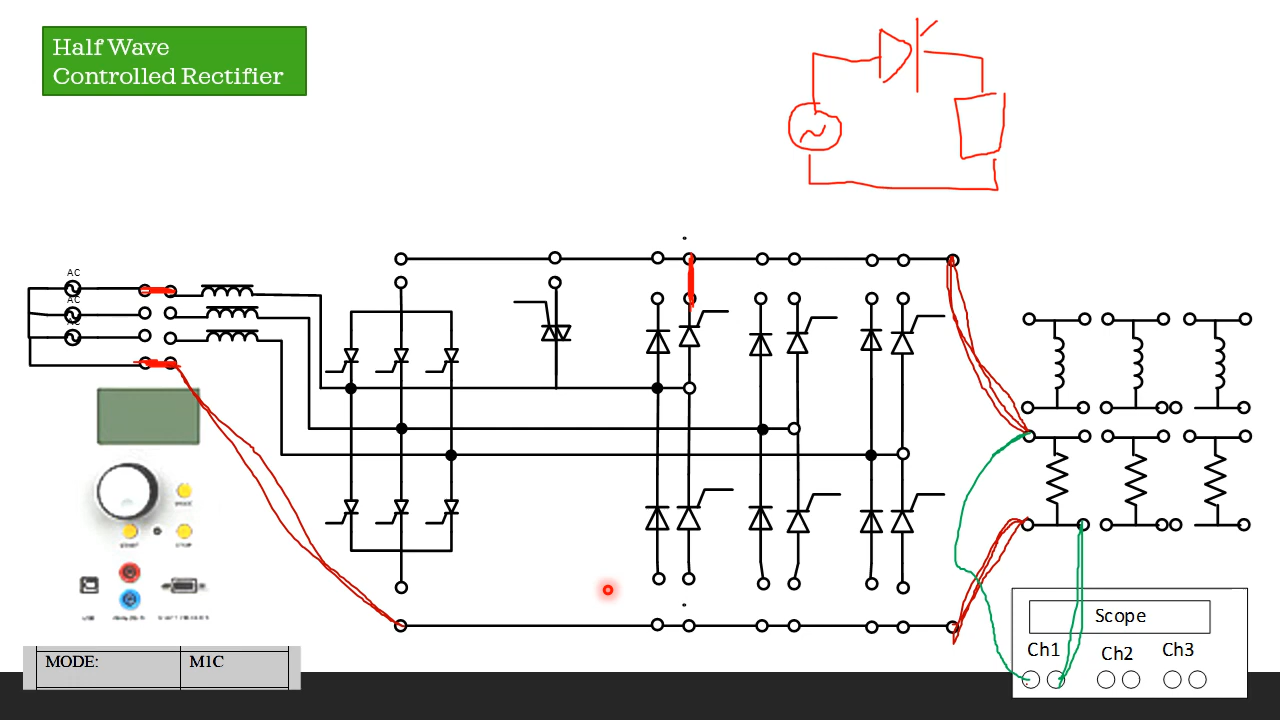 Half Wave
Controlled Rectifier
AC
AC
AC
Scope
Ch1
Ch2
Ch3
MODE:
M1C